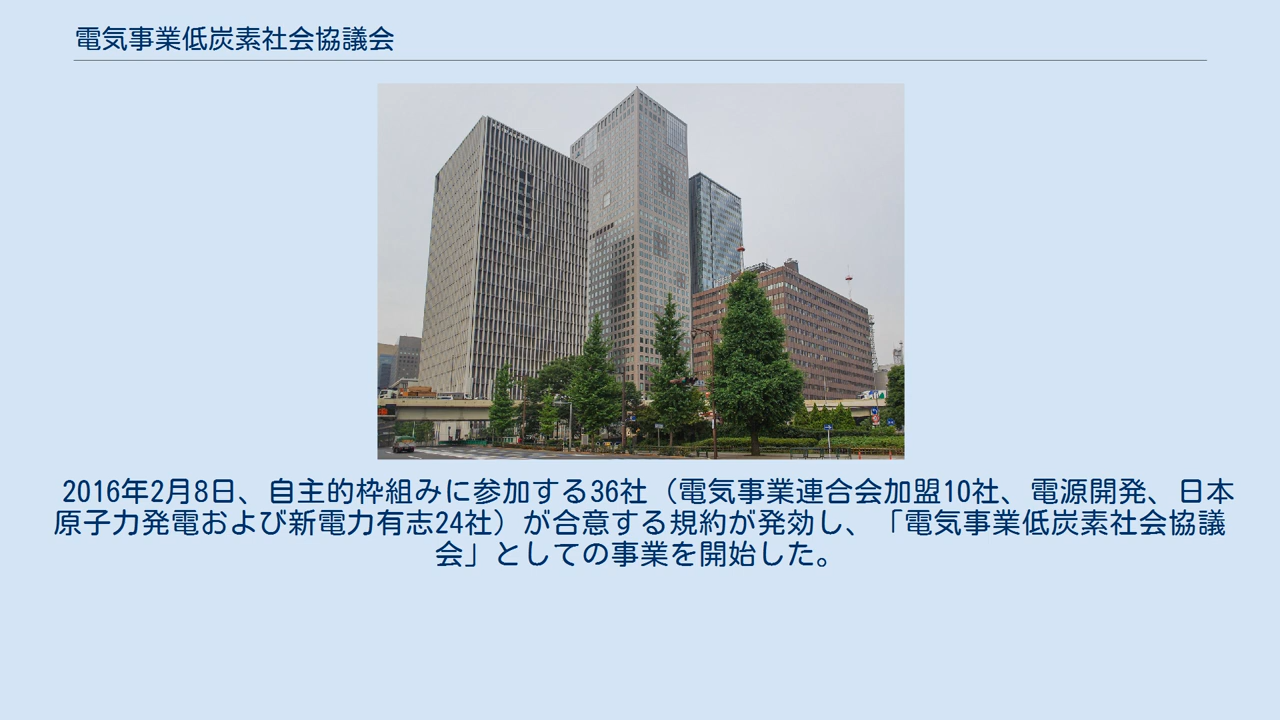 電気事業低炭素社会協議会
2016年2月8日、自主的枠組みに参加する36社（電気事業連合会加盟10社、電源開発、日本
原子力発電および新電力有志24社）が合意する規約が発効し、「電気事業低炭素社会協議
会」としての事業を開始した。